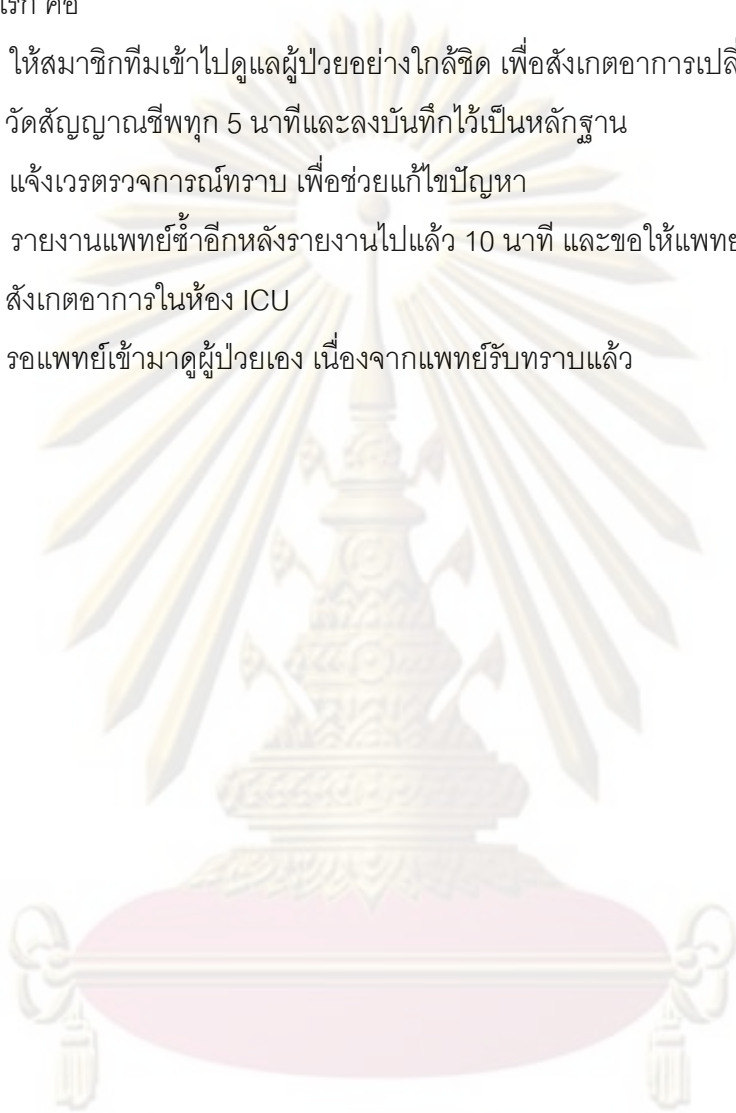 คือ
ให้สมาชิกทีมเข้าไปดูแลผู้ป่วยอย่างใกล้ชิด เพื่อสังเกตอาการ
วัดสัญญาณชีพทุก 5 นาทีและลงบันทึกไว้เป็นหลักฐาน
แจ้งเวรตรวจการณ์ทราบ เพื่อช่วยแก้ไขปัญหา
รายงานแพทย์ซ้ำอีกหลังรายงานไปแล้ว 10 นาที และขอให้แพทย
สังเกตอาการในห้อง ICU
รอแพทย์เข้ามาดูผู้ป่วยเอง เนื่องจากแพทย์รับทราบแล้ว